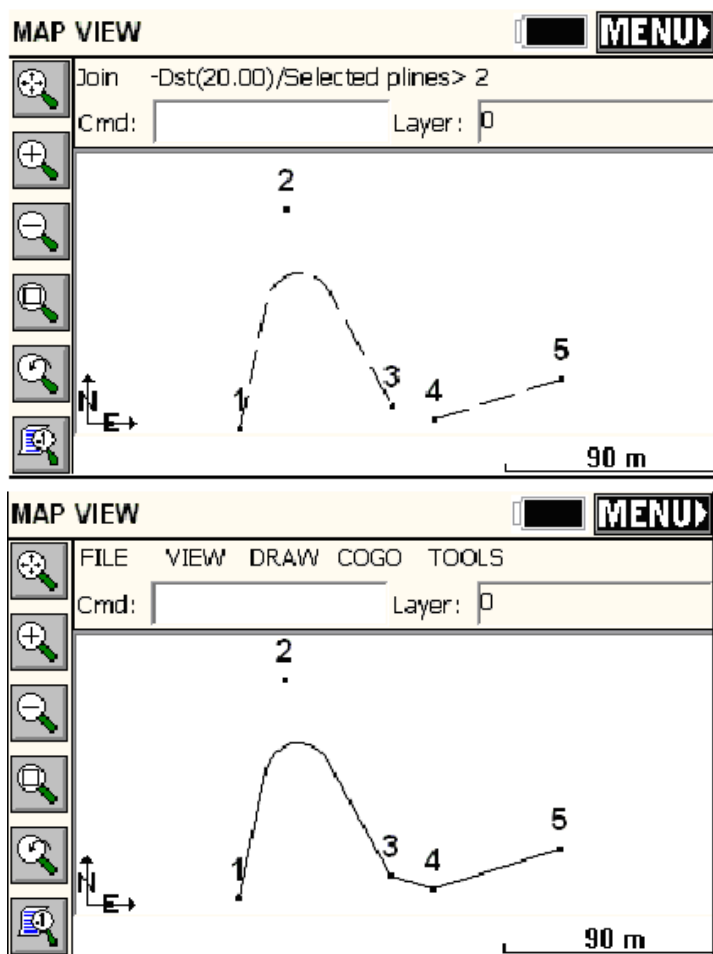 MAP VIEW MENU
Join -Dst(20.00)/Selected plines> 2
Cmd: Layer: 0
2
5
3
1 4
N
E
90 m
MAP VIEW MENU
FILE VIEW DRAW COGO TOOLS
Cmd: Layer: 0
2
5
3
1 4
N
E
90 m